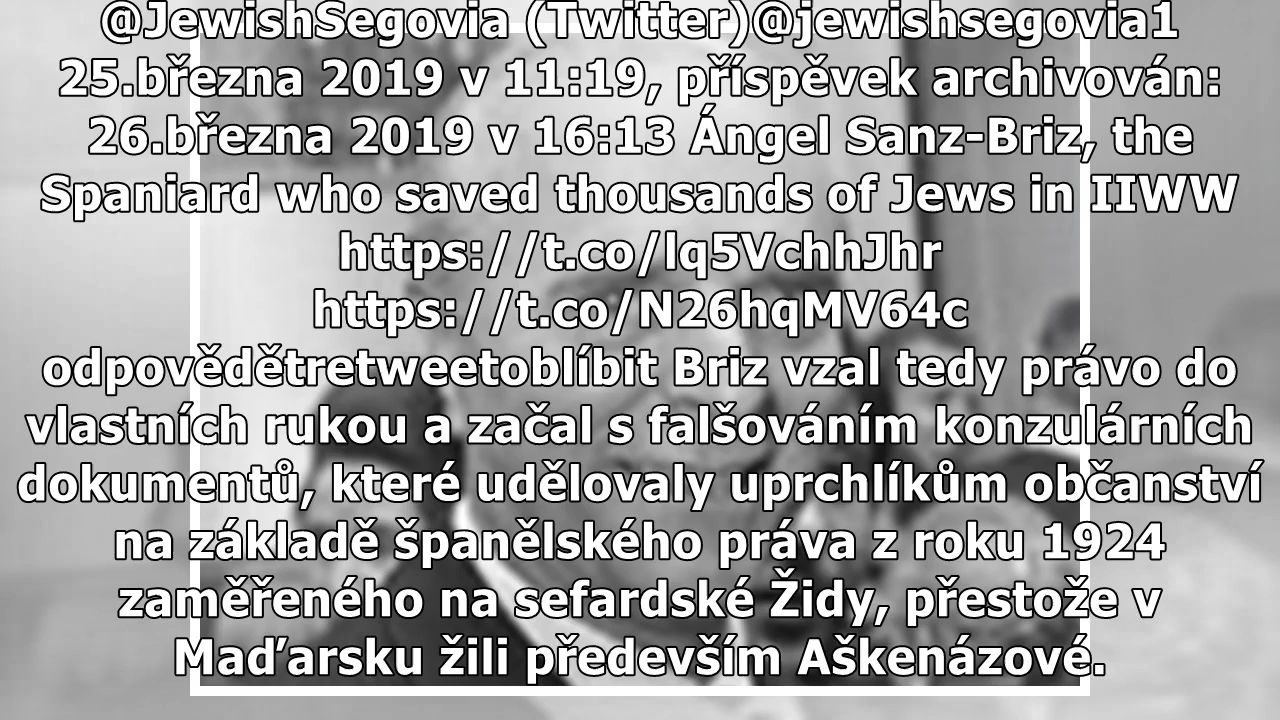 @JewishSegovia (Twitter)@jewishsegovia1
25.března 2019 v 11:19, příspěvek archivován:
26.března 2019 v 16:13 Ángel Sanz-Briz, the
Spaniard who saved thousands of Jews in IIWW
https://t.co/lq5VchhJhr
https://t.co/N26hqMV64c
odpovědětretweetoblíbit Briz vzal tedy právo do
vlastních rukou a začal s falšováním konzulárních
dokumentů, které udělovaly uprchlíkům občanství
na základě španělského práva z roku 1924
zaměřeného na sefardské Židy, přestože v
Maďarsku žili především Aškenázové.